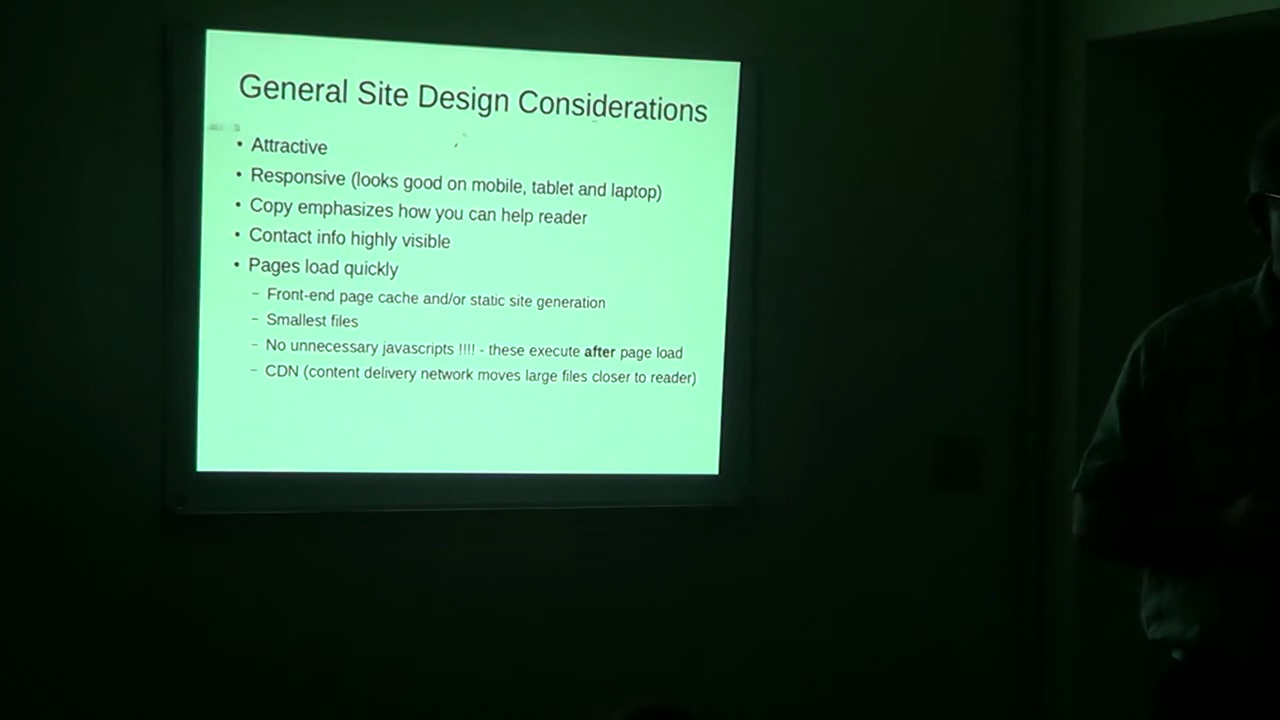 General Site Design Considerations
• Attractive
• Responsive (looks good on mobile, tablet and laptop)
• Copy emphasizes how you can help reader
• Contact info highly visible
• Pages load quickly
– Front-end page cache and/or static site generation
– Smallest files
– No unnecessary javascripts !!!! - these execute after page load
– CDN (content delivery network moves large files closer to reader)